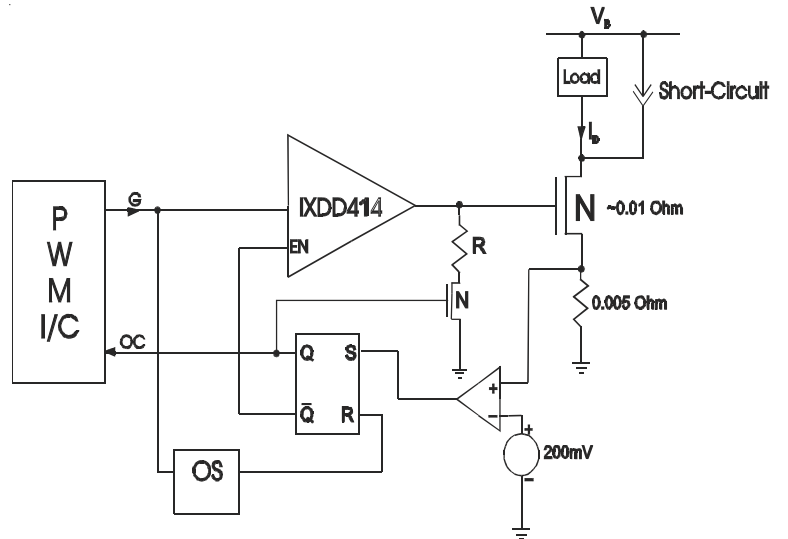 V_B
Load
Short-Circuit
I_D
P
W
M
I/C
G
IXDD414
EN
N
~0.01 Ohm
R
N
0.005 Ohm
OC
Q
S
Q̅
R
+
−
+
200mV
−
OS